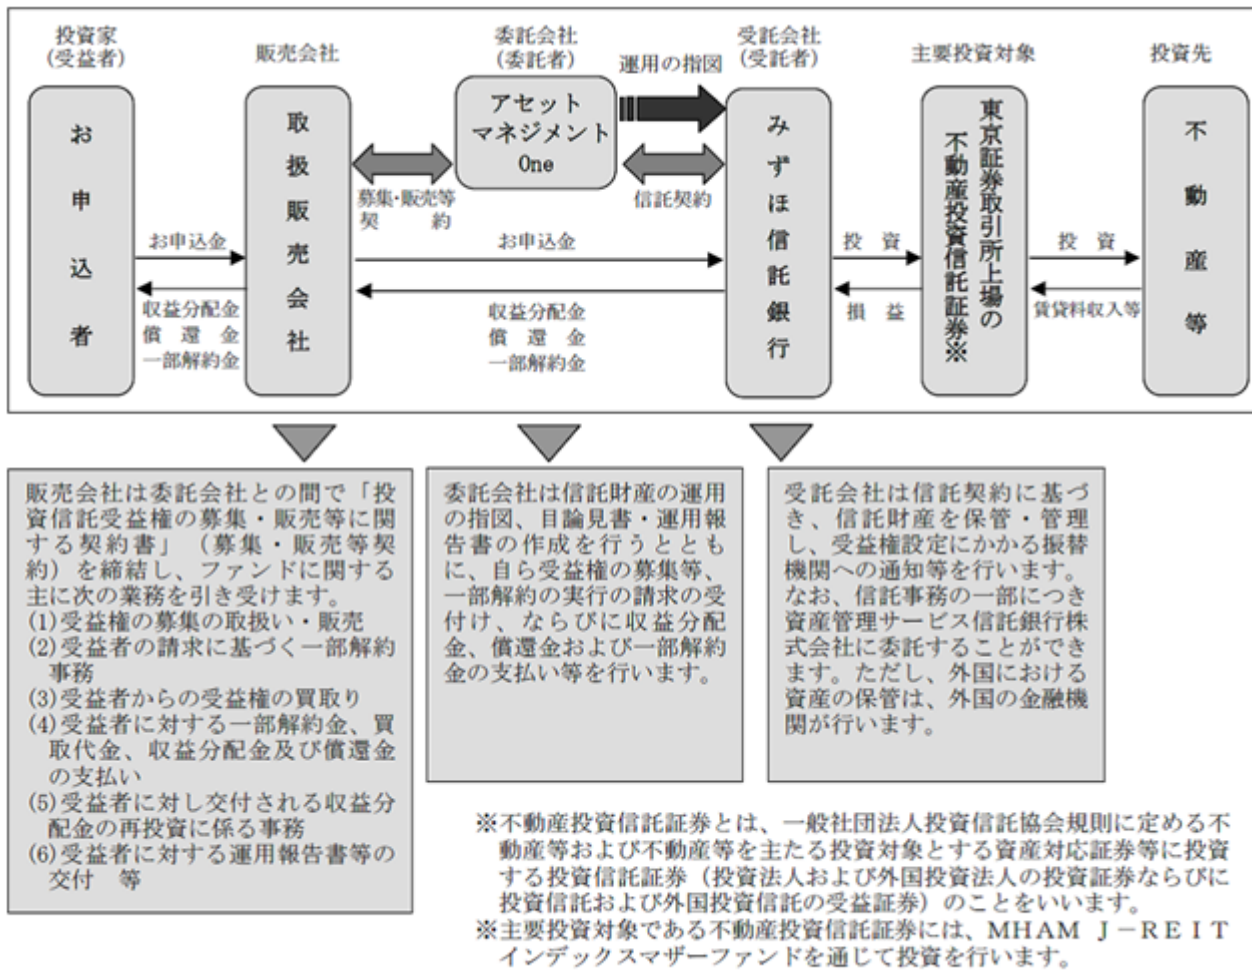 投資家
(受益者)
販売会社
委託会社
(委託者)
運用の指図
受託会社
(受託者)
主要投資対象
投資先
お申込者
取扱販売会社
アセット
マネジメント
One
みずほ信託銀行
東京証券取引所上場の
不動産投資信託証券※
不動産等
募集・販売等
契　　約
信託契約
お申込金
収益分配金
償　還　金
一部解約金
お申込金
収益分配金
償　還　金
一部解約金
投　資
損　益
投　資
賃貸料収入等
販売会社は委託会社との間で「投
資信託受益権の募集・販売等に関
する契約書」（募集・販売等契
約）を締結し、ファンドに関する
主に次の業務を引き受けます。
(1)受益権の募集の取扱い・販売
(2)受益者の請求に基づく一部解約
事務
(3)受益者からの受益権の買取り
(4)受益者に対する一部解約金、買
取代金、収益分配金及び償還金
の支払い
(5)受益者に対し交付される収益分
配金の再投資に係る事務
(6)受益者に対する運用報告書等の
交付　等
委託会社は信託財産の運用
の指図、目論見書・運用報
告書の作成を行うととも
に、自ら受益権の募集等、
一部解約の実行の請求の受
付け、ならびに収益分配
金、償還金および一部解約
金の支払い等を行います。
受託会社は信託契約に基づ
き、信託財産を保管・管理
し、受益権設定にかかる振替
機関への通知等を行います。
なお、信託事務の一部につき
資産管理サービス信託銀行株
式会社に委託することができ
ます。ただし、外国における
資産の保管は、外国の金融機
関が行います。
※不動産投資信託証券とは、一般社団法人投資信託協会規則に定める不
動産等および不動産等を主たる投資対象とする資産対応証券等に投資
する投資信託証券（投資法人および外国投資法人の投資証券ならびに
投資信託および外国投資信託の受益証券）のことをいいます。
※主要投資対象である不動産投資信託証券には、ＭＨＡＭ　Ｊ－ＲＥＩＴ
インデックスマザーファンドを通じて投資を行います。